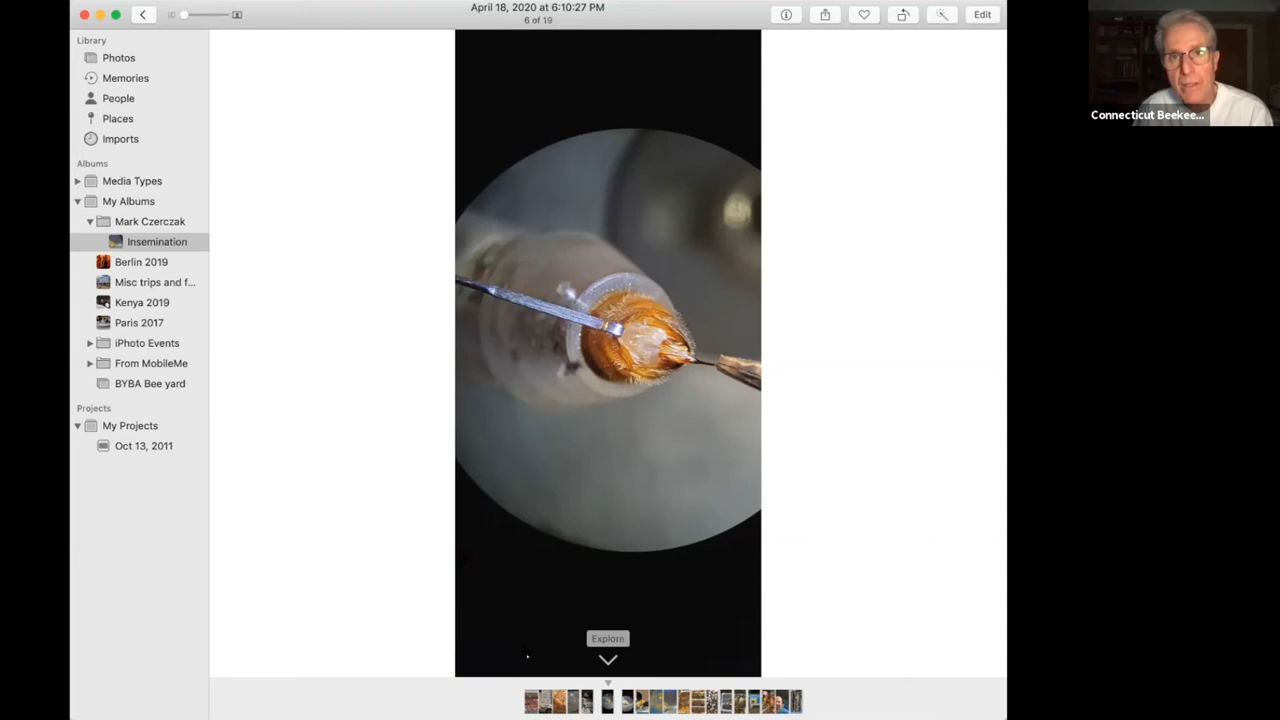 April 18, 2020 at 6:10:27 PM
6 of 19
Edit
Library
Photos
Memories
People
Places
Imports
Albums
Media Types
My Albums
Mark Czerczak
Insemination
Berlin 2019
Misc trips and f...
Kenya 2019
Paris 2017
iPhoto Events
From MobileMe
BYBA Bee yard
Projects
My Projects
Oct 13, 2011
Explore
Connecticut Beekee...